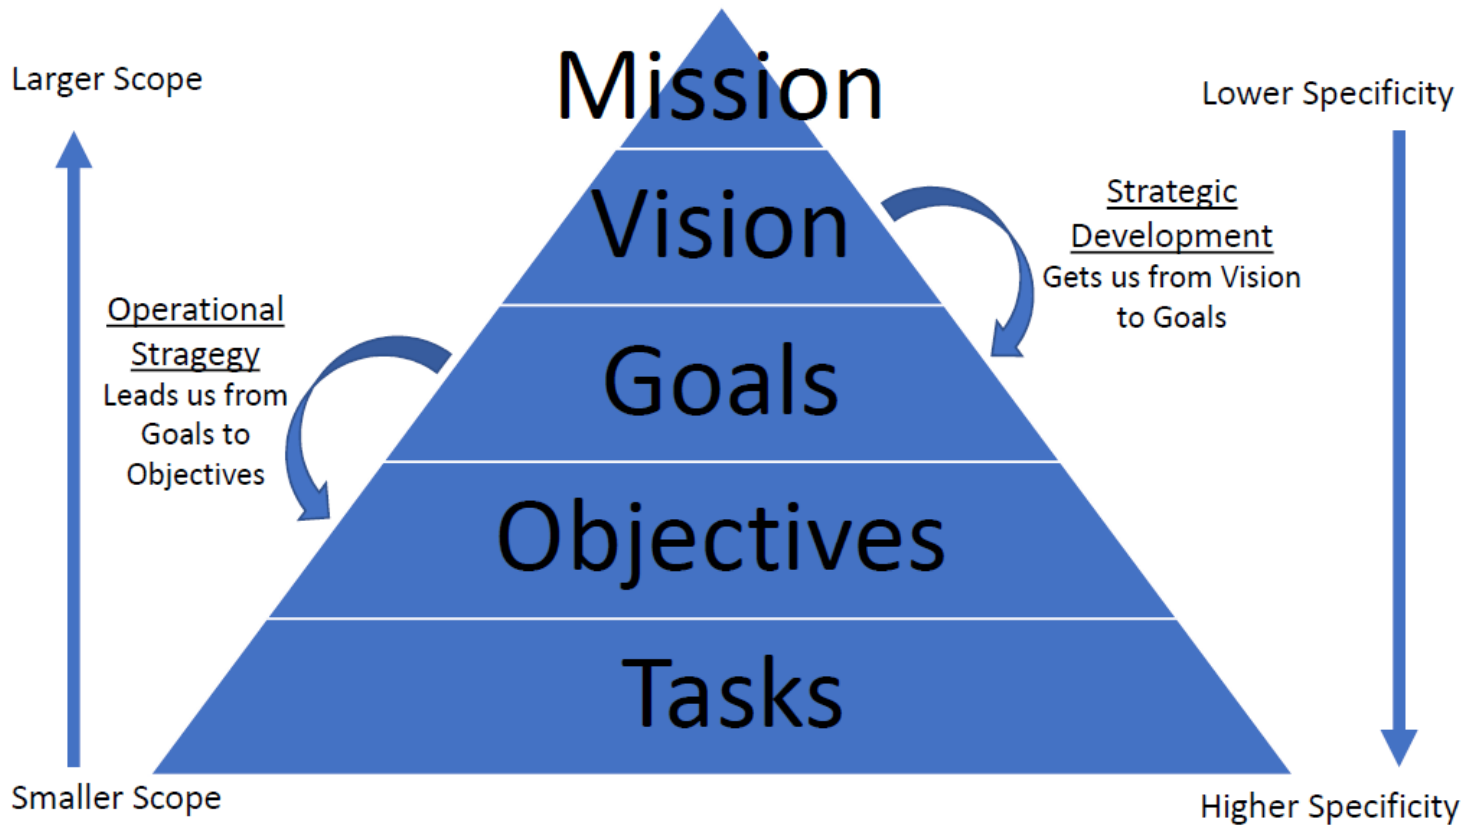 Mission
Larger Scope
Lower Specificity
Vision
Strategic
Development
Gets us from Vision
to Goals
Operational
Stragegy
Leads us from
Goals to
Objectives
Goals
Objectives
Tasks
Smaller Scope
Higher Specificity